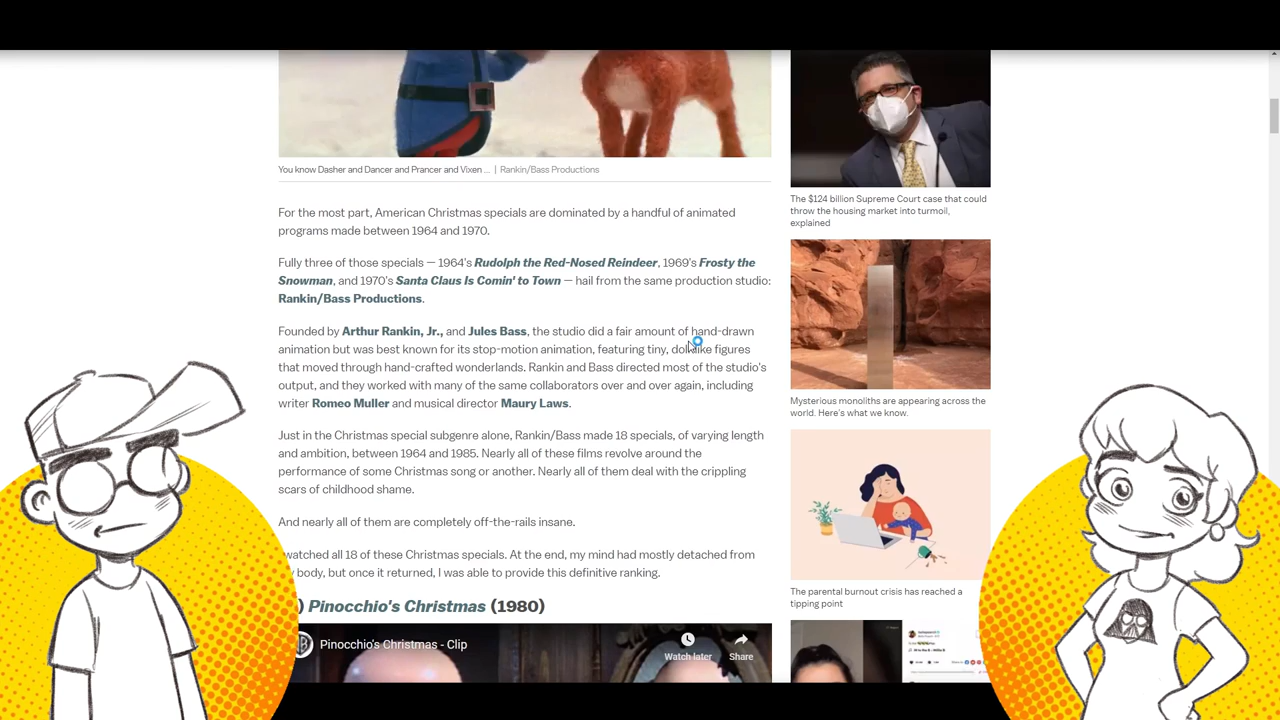 You know Dasher and Dancer and Prancer and Vixen ... | Rankin/Bass Productions
For the most part, American Christmas specials are dominated by a handful of animated
programs made between 1964 and 1970.
Fully three of those specials — 1964's Rudolph the Red-Nosed Reindeer, 1969's Frosty the
Snowman, and 1970's Santa Claus Is Comin' to Town — hail from the same production studio:
Rankin/Bass Productions.
Founded by Arthur Rankin, Jr., and Jules Bass, the studio did a fair amount of hand-drawn
animation but was best known for its stop-motion animation, featuring tiny, doll-like figures
that moved through hand-crafted wonderlands. Rankin and Bass directed most of the studio's
output, and they worked with many of the same collaborators over and over again, including
writer Romeo Muller and musical director Maury Laws.
Just in the Christmas special subgenre alone, Rankin/Bass made 18 specials, of varying length
and ambition, between 1964 and 1985. Nearly all of these films revolve around the
performance of some Christmas song or another. Nearly all of them deal with the crippling
scars of childhood shame.
And nearly all of them are completely off-the-rails insane.
watched all 18 of these Christmas specials. At the end, my mind had mostly detached from
body, but once it returned, I was able to provide this definitive ranking.
) Pinocchio's Christmas (1980)
Pinocchio's Christmas - Clip
Watch later
Share
The $124 billion Supreme Court case that could
throw the housing market into turmoil,
explained
Mysterious monoliths are appearing across the
world. Here's what we know.
The parental burnout crisis has reached a
tipping point